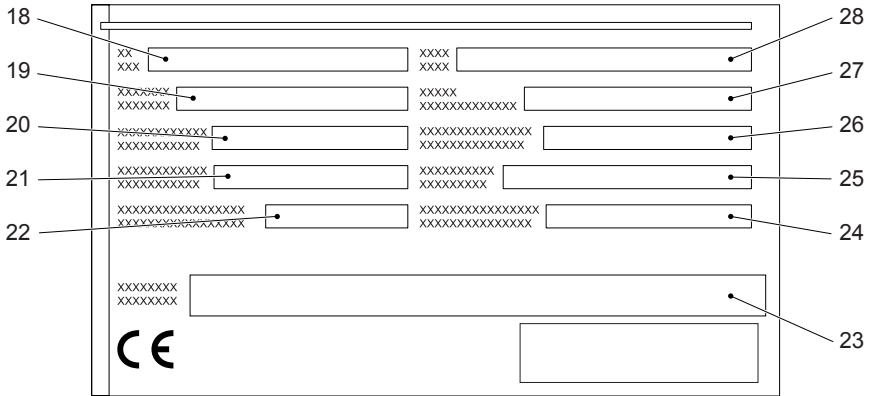 18
XX
XXX
XXXX
XXXX
28
19
XXXXXXX
XXXXXXX
XXXXX
XXXXXXXXXXXXX
27
20
XXXXXXXXXXXX
XXXXXXXXXXX
XXXXXXXXXXXXXXX
XXXXXXXXXXXXXX
26
21
XXXXXXXXXXXX
XXXXXXXXXXX
XXXXXXXXXX
XXXXXXXXX
25
22
XXXXXXXXXXXXXXXXX
XXXXXXXXXXXXXXXXX
XXXXXXXXXXXXXXXX
XXXXXXXXXXXXXXX
24
XXXXXXXX
XXXXXXXX
23
CE